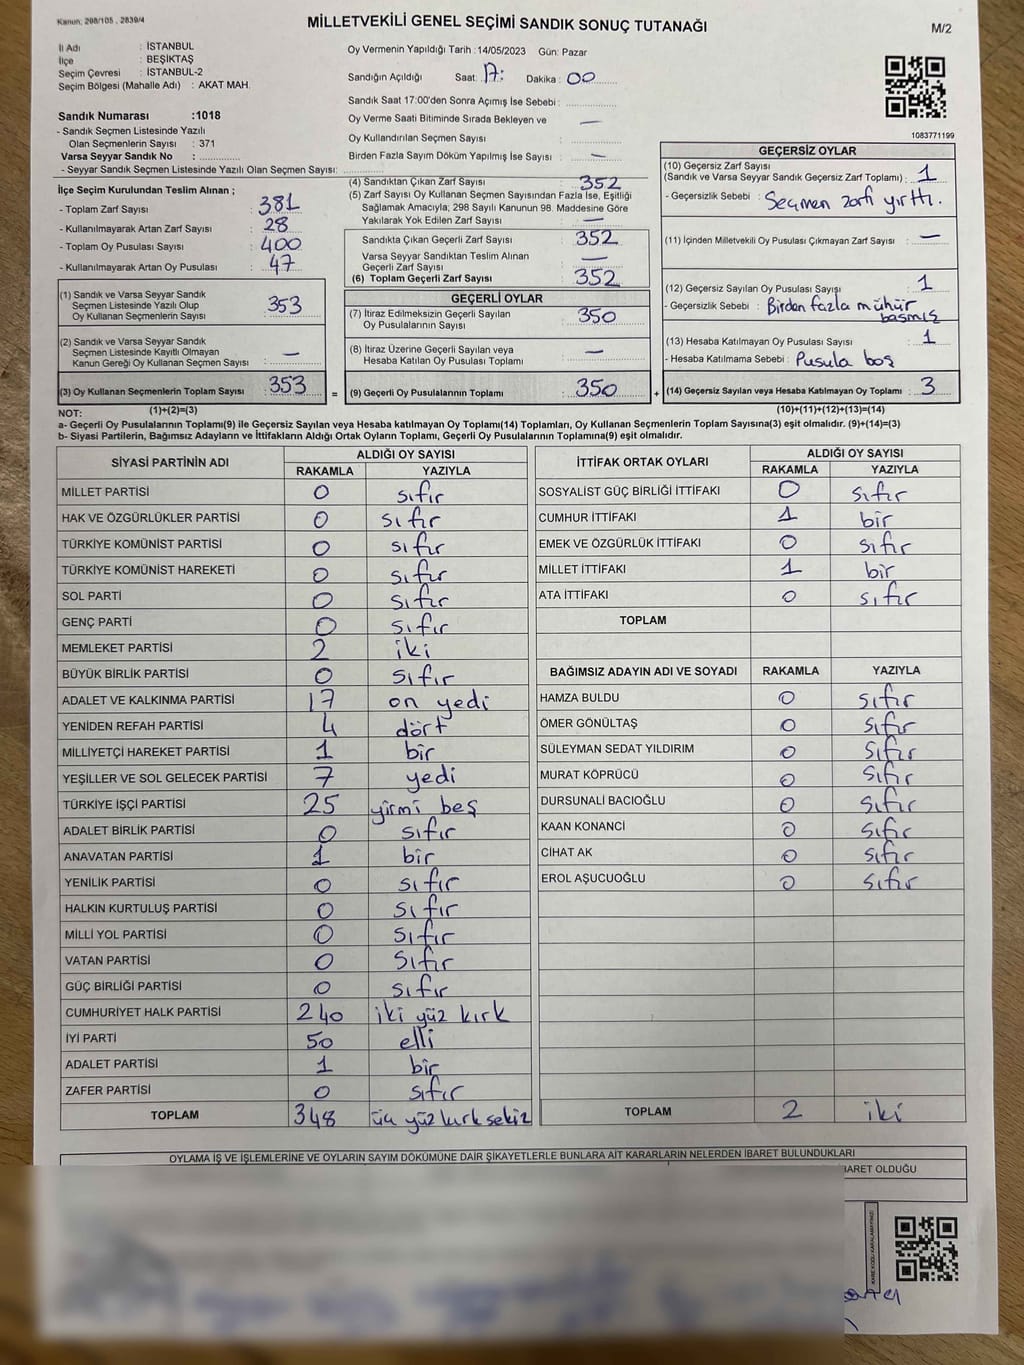 Kanun; 298/105 , 2839/4
MİLLETVEKİLİ GENEL SEÇİMİ SANDIK SONUÇ TUTANAĞI
M/2
İl Adı : İSTANBUL
İlçe : BEŞİKTAŞ
Seçim Çevresi : İSTANBUL-2
Seçim Bölgesi (Mahalle Adı) : AKAT MAH.
Sandık Numarası :1018
- Sandık Seçmen Listesinde Yazılı
Olan Seçmenlerin Sayısı : 371
Varsa Seyyar Sandık No :
- Seyyar Sandık Seçmen Listesinde Yazılı Olan Seçmen Sayısı:
Oy Vermenin Yapıldığı Tarih :14/05/2023 Gün: Pazar
Sandığın Açıldığı Saat: 17: Dakika: 00
Sandık Saat 17:00'den Sonra Açımış İse Sebebi :
Oy Verme Saati Bitiminde Sırada Bekleyen ve
Oy Kullandırılan Seçmen Sayısı : —
Birden Fazla Sayım Döküm Yapılmış İse Sayısı : —
1083771199
İlçe Seçim Kurulundan Teslim Alınan ;
- Toplam Zarf Sayısı : 381
- Kullanılmayarak Artan Zarf Sayısı : 28
- Toplam Oy Pusulası Sayısı : 400
- Kullanılmayarak Artan Oy Pusulası : 47
(1) Sandık ve Varsa Seyyar Sandık
Seçmen Listesinde Yazılı Olup
Oy Kullanan Seçmenlerin Sayısı : 353
(2) Sandık ve Varsa Seyyar Sandık
Seçmen Listesinde Kayıtlı Olmayan
Kanun Gereği Oy Kullanan Seçmen Sayısı : —
(3) Oy Kullanan Seçmenlerin Toplam Sayısı : 353
(4) Sandıktan Çıkan Zarf Sayısı : 352
(5) Zarf Sayısı Oy Kullanan Seçmen Sayısından Fazla İse, Eşitliği
Sağlamak Amacıyla; 298 Sayılı Kanunun 98. Maddesine Göre
Yakılarak Yok Edilen Zarf Sayısı : —
Sandıkta Çıkan Geçerli Zarf Sayısı : 352
Varsa Seyyar Sandıktan Teslim Alınan
Geçerli Zarf Sayısı : —
(6) Toplam Geçerli Zarf Sayısı : 352
GEÇERLİ OYLAR
(7) İtiraz Edilmeksizin Geçerli Sayılan
Oy Pusulalarının Sayısı : 350
(8) İtiraz Üzerine Geçerli Sayılan veya
Hesaba Katılan Oy Pusulası Toplamı : —
= (9) Geçerli Oy Pusulalarının Toplamı : 350 +
GEÇERSİZ OYLAR
(10) Geçersiz Zarf Sayısı
(Sandık ve Varsa Seyyar Sandık Geçersiz Zarf Toplamı) : 1
- Geçersizlik Sebebi : Seçmen zarfı yırttı.
(11) İçinden Milletvekili Oy Pusulası Çıkmayan Zarf Sayısı : —
(12) Geçersiz Sayılan Oy Pusulası Sayışı : 1
- Geçersizlik Sebebi : Birden fazla mühür
basmış
(13) Hesaba Katılmayan Oy Pusulası Sayısı : 1
- Hesaba Katılmama Sebebi : Pusula boş
(14) Geçersiz Sayılan veya Hesaba Katılmayan Oy Toplamı : 3
NOT: (1)+(2)=(3) (10)+(11)+(12)+(13)=(14)
a- Geçerli Oy Pusulalarının Toplamı(9) ile Geçersiz Sayılan veya Hesaba katılmayan Oy Toplamı(14) Toplamları, Oy Kullanan Seçmenlerin Toplam Sayısına(3) eşit olmalıdır. (9)+(14)=(3)
b- Siyasi Partilerin, Bağımsız Adayların ve İttifakların Aldığı Ortak Oyların Toplamı, Geçerli Oy Pusulalarının Toplamına(9) eşit olmalıdır.
SİYASİ PARTİNİN ADI ALDIĞI OY SAYISI
RAKAMLA YAZIYLA
MİLLET PARTİSİ 0 sıfır
HAK VE ÖZGÜRLÜKLER PARTİSİ 0 sıfır
TÜRKİYE KOMÜNİST PARTİSİ 0 sıfır
TÜRKİYE KOMÜNİST HAREKETİ 0 sıfır
SOL PARTİ 0 sıfır
GENÇ PARTİ 0 sıfır
MEMLEKET PARTİSİ 2 iki
BÜYÜK BİRLİK PARTİSİ 0 sıfır
ADALET VE KALKINMA PARTİSİ 17 on yedi
YENİDEN REFAH PARTİSİ 4 dört
MİLLİYETÇİ HAREKET PARTİSİ 1 bir
YEŞİLLER VE SOL GELECEK PARTİSİ 7 yedi
TÜRKİYE İŞÇİ PARTİSİ 25 yirmi beş
ADALET BİRLİK PARTİSİ 0 sıfır
ANAVATAN PARTİSİ 1 bir
YENİLİK PARTİSİ 0 sıfır
HALKIN KURTULUŞ PARTİSİ 0 sıfır
MİLLİ YOL PARTİSİ 0 sıfır
VATAN PARTİSİ 0 sıfır
GÜÇ BİRLİĞİ PARTİSİ 0 sıfır
CUMHURİYET HALK PARTİSİ 240 iki yüz kırk
İYİ PARTİ 50 elli
ADALET PARTİSİ 1 bir
ZAFER PARTİSİ 0 sıfır
TOPLAM 348 üç yüz kırk sekiz
İTTİFAK ORTAK OYLARI ALDIĞI OY SAYISI
RAKAMLA YAZIYLA
SOSYALİST GÜÇ BİRLİĞİ İTTİFAKI 0 sıfır
CUMHUR İTTİFAKI 1 bir
EMEK VE ÖZGÜRLÜK İTTİFAKI 0 sıfır
MİLLET İTTİFAKI 1 bir
ATA İTTİFAKI 0 sıfır
TOPLAM
BAĞIMSIZ ADAYIN ADI VE SOYADI RAKAMLA YAZIYLA
HAMZA BULDU 0 sıfır
ÖMER GÖNÜLTAŞ 0 sıfır
SÜLEYMAN SEDAT YILDIRIM 0 sıfır
MURAT KÖPRÜCÜ 0 sıfır
DURSUNALİ BACIOĞLU 0 sıfır
KAAN KONANCİ 0 sıfır
CİHAT AK 0 sıfır
EROL AŞUCUOĞLU 0 sıfır
TOPLAM 2 iki
OYLAMA İŞ VE İŞLEMLERİNE VE OYLARIN SAYIM DÖKÜMÜNE DAİR ŞİKAYETLERLE BUNLARA AİT KARARLARIN NELERDEN İBARET BULUNDUKLARI
İBARET OLDUĞU